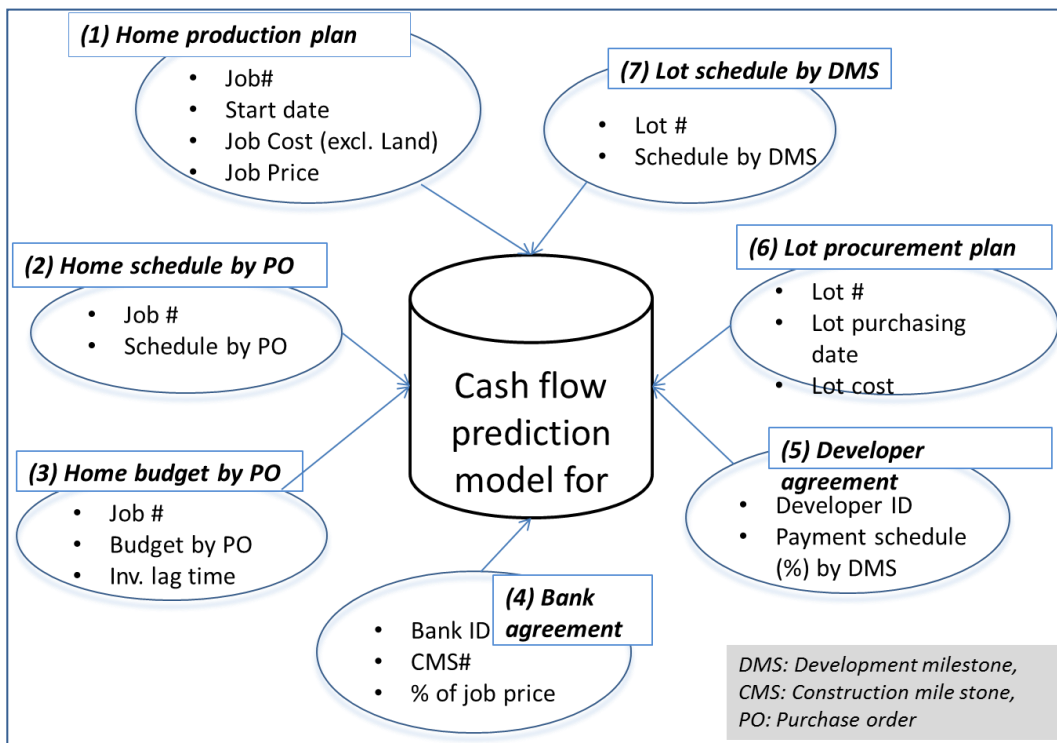 (1) Home production plan
• Job#
• Start date
• Job Cost (excl. Land)
• Job Price
(7) Lot schedule by DMS
• Lot #
• Schedule by DMS
(2) Home schedule by PO
• Job #
• Schedule by PO
(6) Lot procurement plan
• Lot #
• Lot purchasing
date
• Lot cost
Cash flow
prediction
model for
(3) Home budget by PO
• Job #
• Budget by PO
• Inv. lag time
(5) Developer
agreement
• Developer ID
• Payment schedule
(%) by DMS
(4) Bank
agreement
• Bank ID
• CMS#
• % of job price
DMS: Development milestone,
CMS: Construction mile stone,
PO: Purchase order